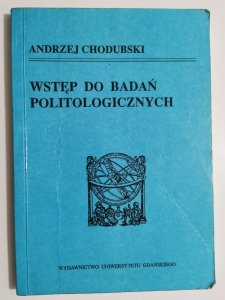 ANDRZEJ CHODUBSKI
WSTĘP DO BADAŃ
POLITOLOGICZNYCH
WYDAWNICTWO UNIWERSYTETU GDAŃSKIEGO